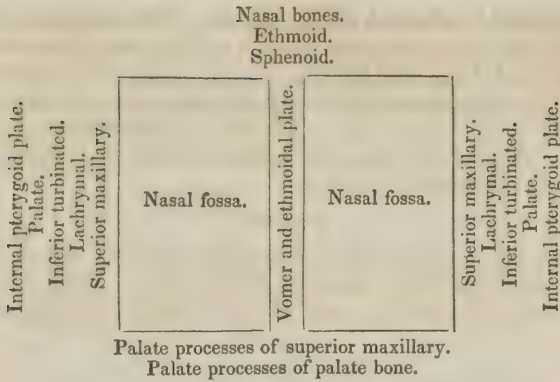 Nasal bones.
Ethmoid.
Sphenoid.
Internal pterygoid plate.
Palate.
Inferior turbinated.
Lachrymal.
Superior maxillary.
Nasal fossa.
Vomer and ethmoidal plate.
Nasal fossa.
Superior maxillary.
Lachrymal.
Inferior turbinated.
Palate.
Internal pterygoid plate.
Palate processes of superior maxillary.
Palate processes of palate bone.